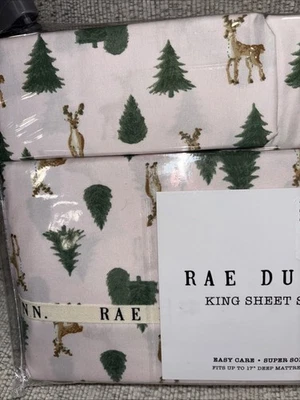 RAE DU
KING SHEET S
NN. RAE
EASY CARE • SUPER SO
FITS UP TO 17" DEEP MATTRE